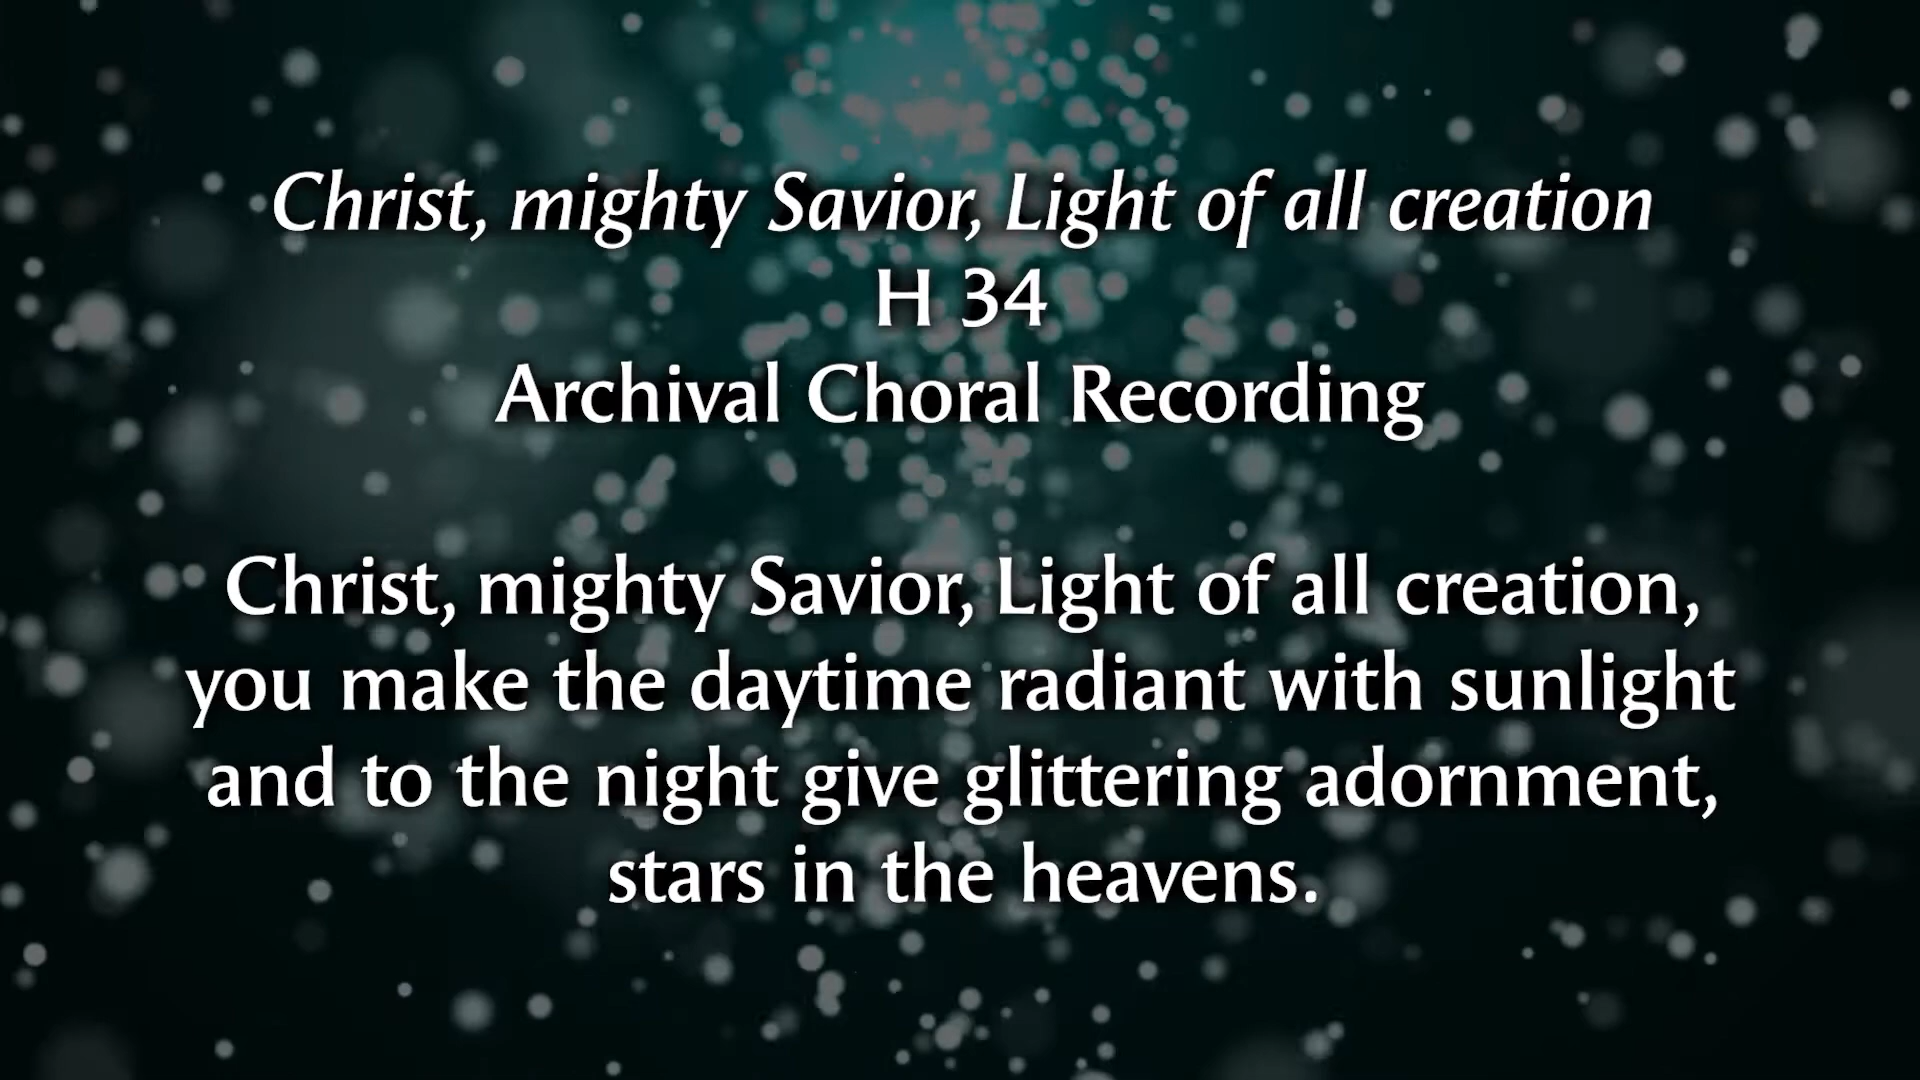 Christ, mighty Savior, Light of all creation
H 34
Archival Choral Recording
Christ, mighty Savior, Light of all creation,
you make the daytime radiant with sunlight
and to the night give glittering adornment,
stars in the heavens.